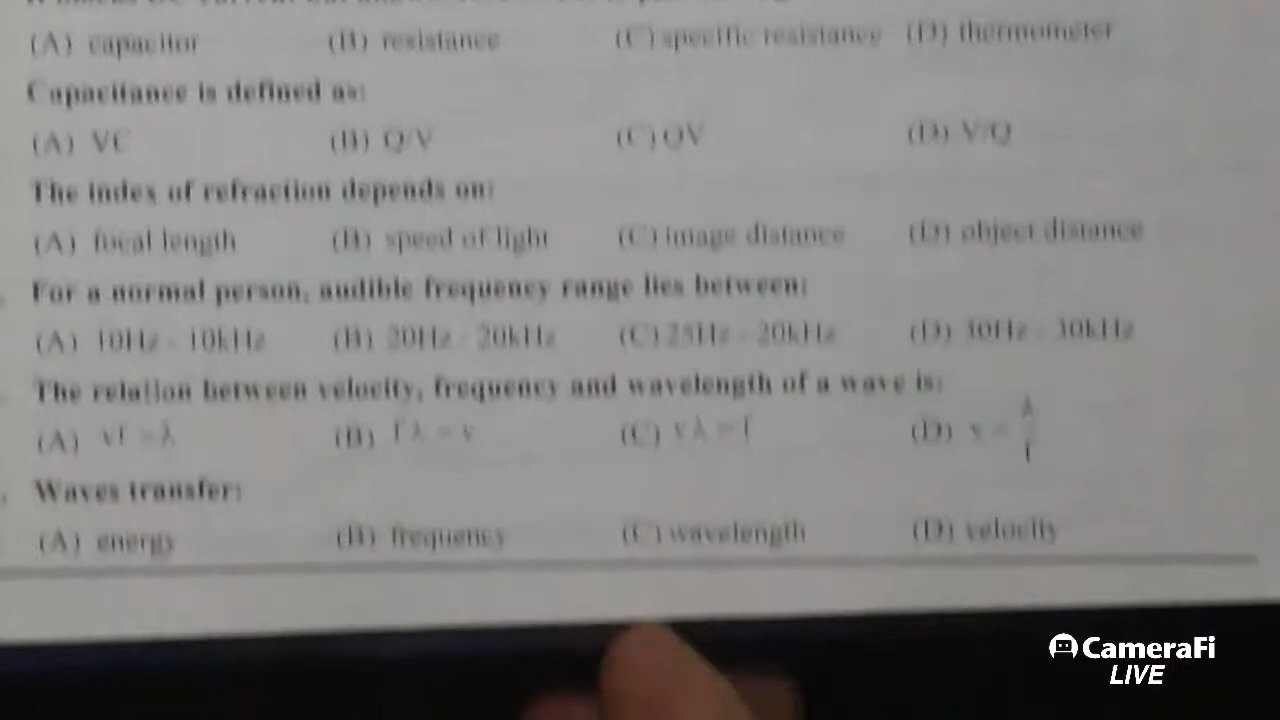 (A) capacitor (B) resistance (C) specific resistance (D) thermometer
Capacitance is defined as:
(A) VC (B) Q/V (C) QV (D) V/Q
The index of refraction depends on:
(A) focal length (B) speed of light (C) image distance (D) object distance
For a normal person, audible frequency range lies between:
(A) 10Hz - 10kHz (B) 20Hz - 20kHz (C) 25Hz - 20kHz (D) 30Hz - 30kHz
The relation between velocity, frequency and wavelength of a wave is:
(A) vf = λ (B) f λ = v (C) v λ = f (D) v = λ/f
Waves transfer:
(A) energy (B) frequency (C) wavelength (D) velocity
CameraFi
LIVE